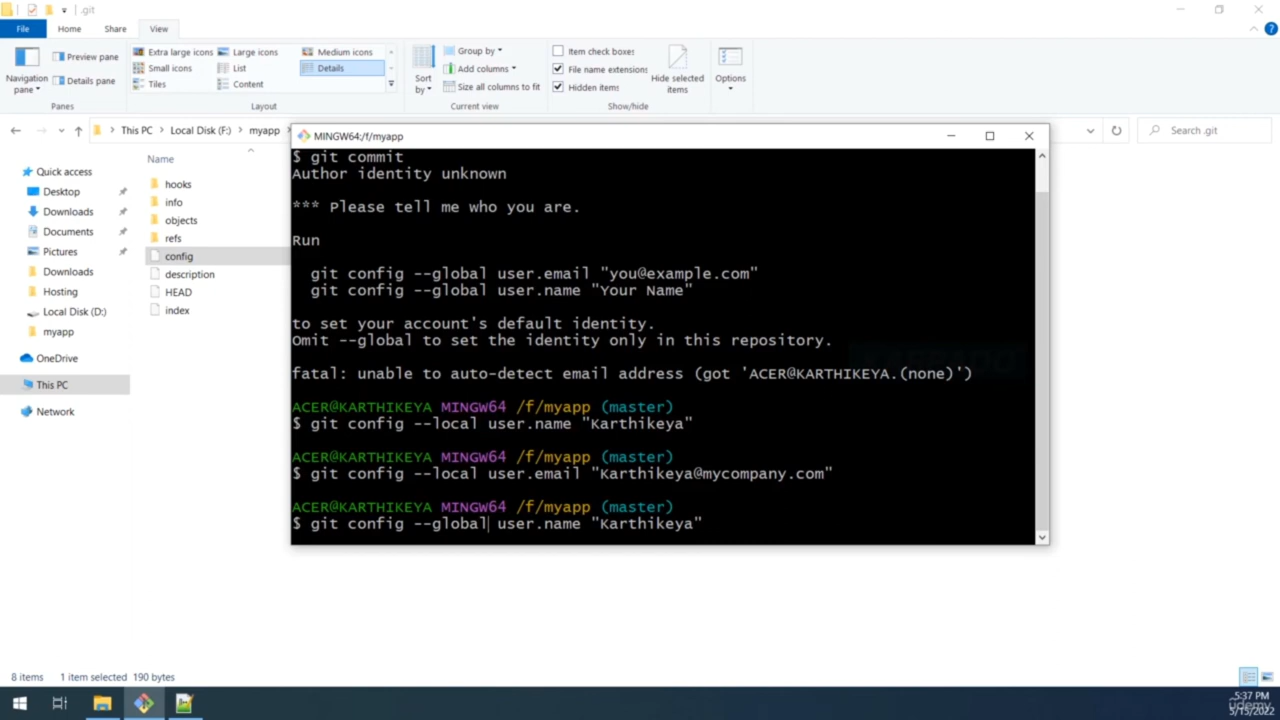 .git
File Home Share View
Navigation pane
Preview pane
Details pane
Panes
Extra large icons Large icons Medium icons
Small icons List Details
Tiles Content
Layout
Sort by
Group by
Add columns
Size all columns to fit
Current view
Item check boxes
File name extensions
Hidden items
Hide selected items
Show/hide
Options
This PC > Local Disk (F:) > myapp >
Search .git
Quick access
Desktop
Downloads
Documents
Pictures
Downloads
Hosting
Local Disk (D:)
myapp
OneDrive
This PC
Network
Name
hooks
info
objects
refs
config
description
HEAD
index
MINGW64:/f/myapp
$ git commit
Author identity unknown
*** Please tell me who you are.
Run
git config --global user.email "you@example.com"
git config --global user.name "Your Name"
to set your account's default identity.
Omit --global to set the identity only in this repository.
fatal: unable to auto-detect email address (got 'ACER@KARTHIKEYA.(none)')
ACER@KARTHIKEYA MINGW64 /f/myapp (master)
$ git config --local user.name "Karthikeya"
ACER@KARTHIKEYA MINGW64 /f/myapp (master)
$ git config --local user.email "Karthikeya@mycompany.com"
ACER@KARTHIKEYA MINGW64 /f/myapp (master)
$ git config --global user.name "Karthikeya"
8 items 1 item selected 190 bytes
5:37 PM
5/15/2022
udemy